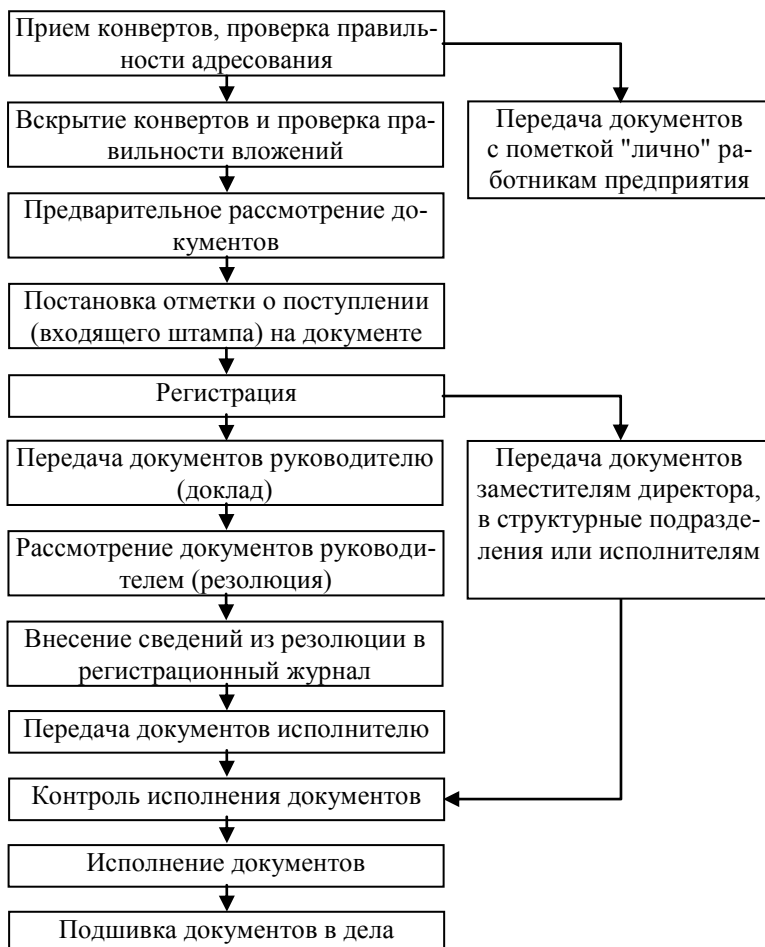 Прием конвертов, проверка правиль-
ности адресования
Вскрытие конвертов и проверка пра-
вильности вложений
Передача документов
с пометкой "лично" ра-
ботникам предприятия
Предварительное рассмотрение до-
кументов
Постановка отметки о поступлении
(входящего штампа) на документе
Регистрация
Передача документов руководителю
(доклад)
Передача документов
заместителям директора,
в структурные подразде-
ления или исполнителям
Рассмотрение документов руководи-
телем (резолюция)
Внесение сведений из резолюции в
регистрационный журнал
Передача документов исполнителю
Контроль исполнения документов
Исполнение документов
Подшивка документов в дела